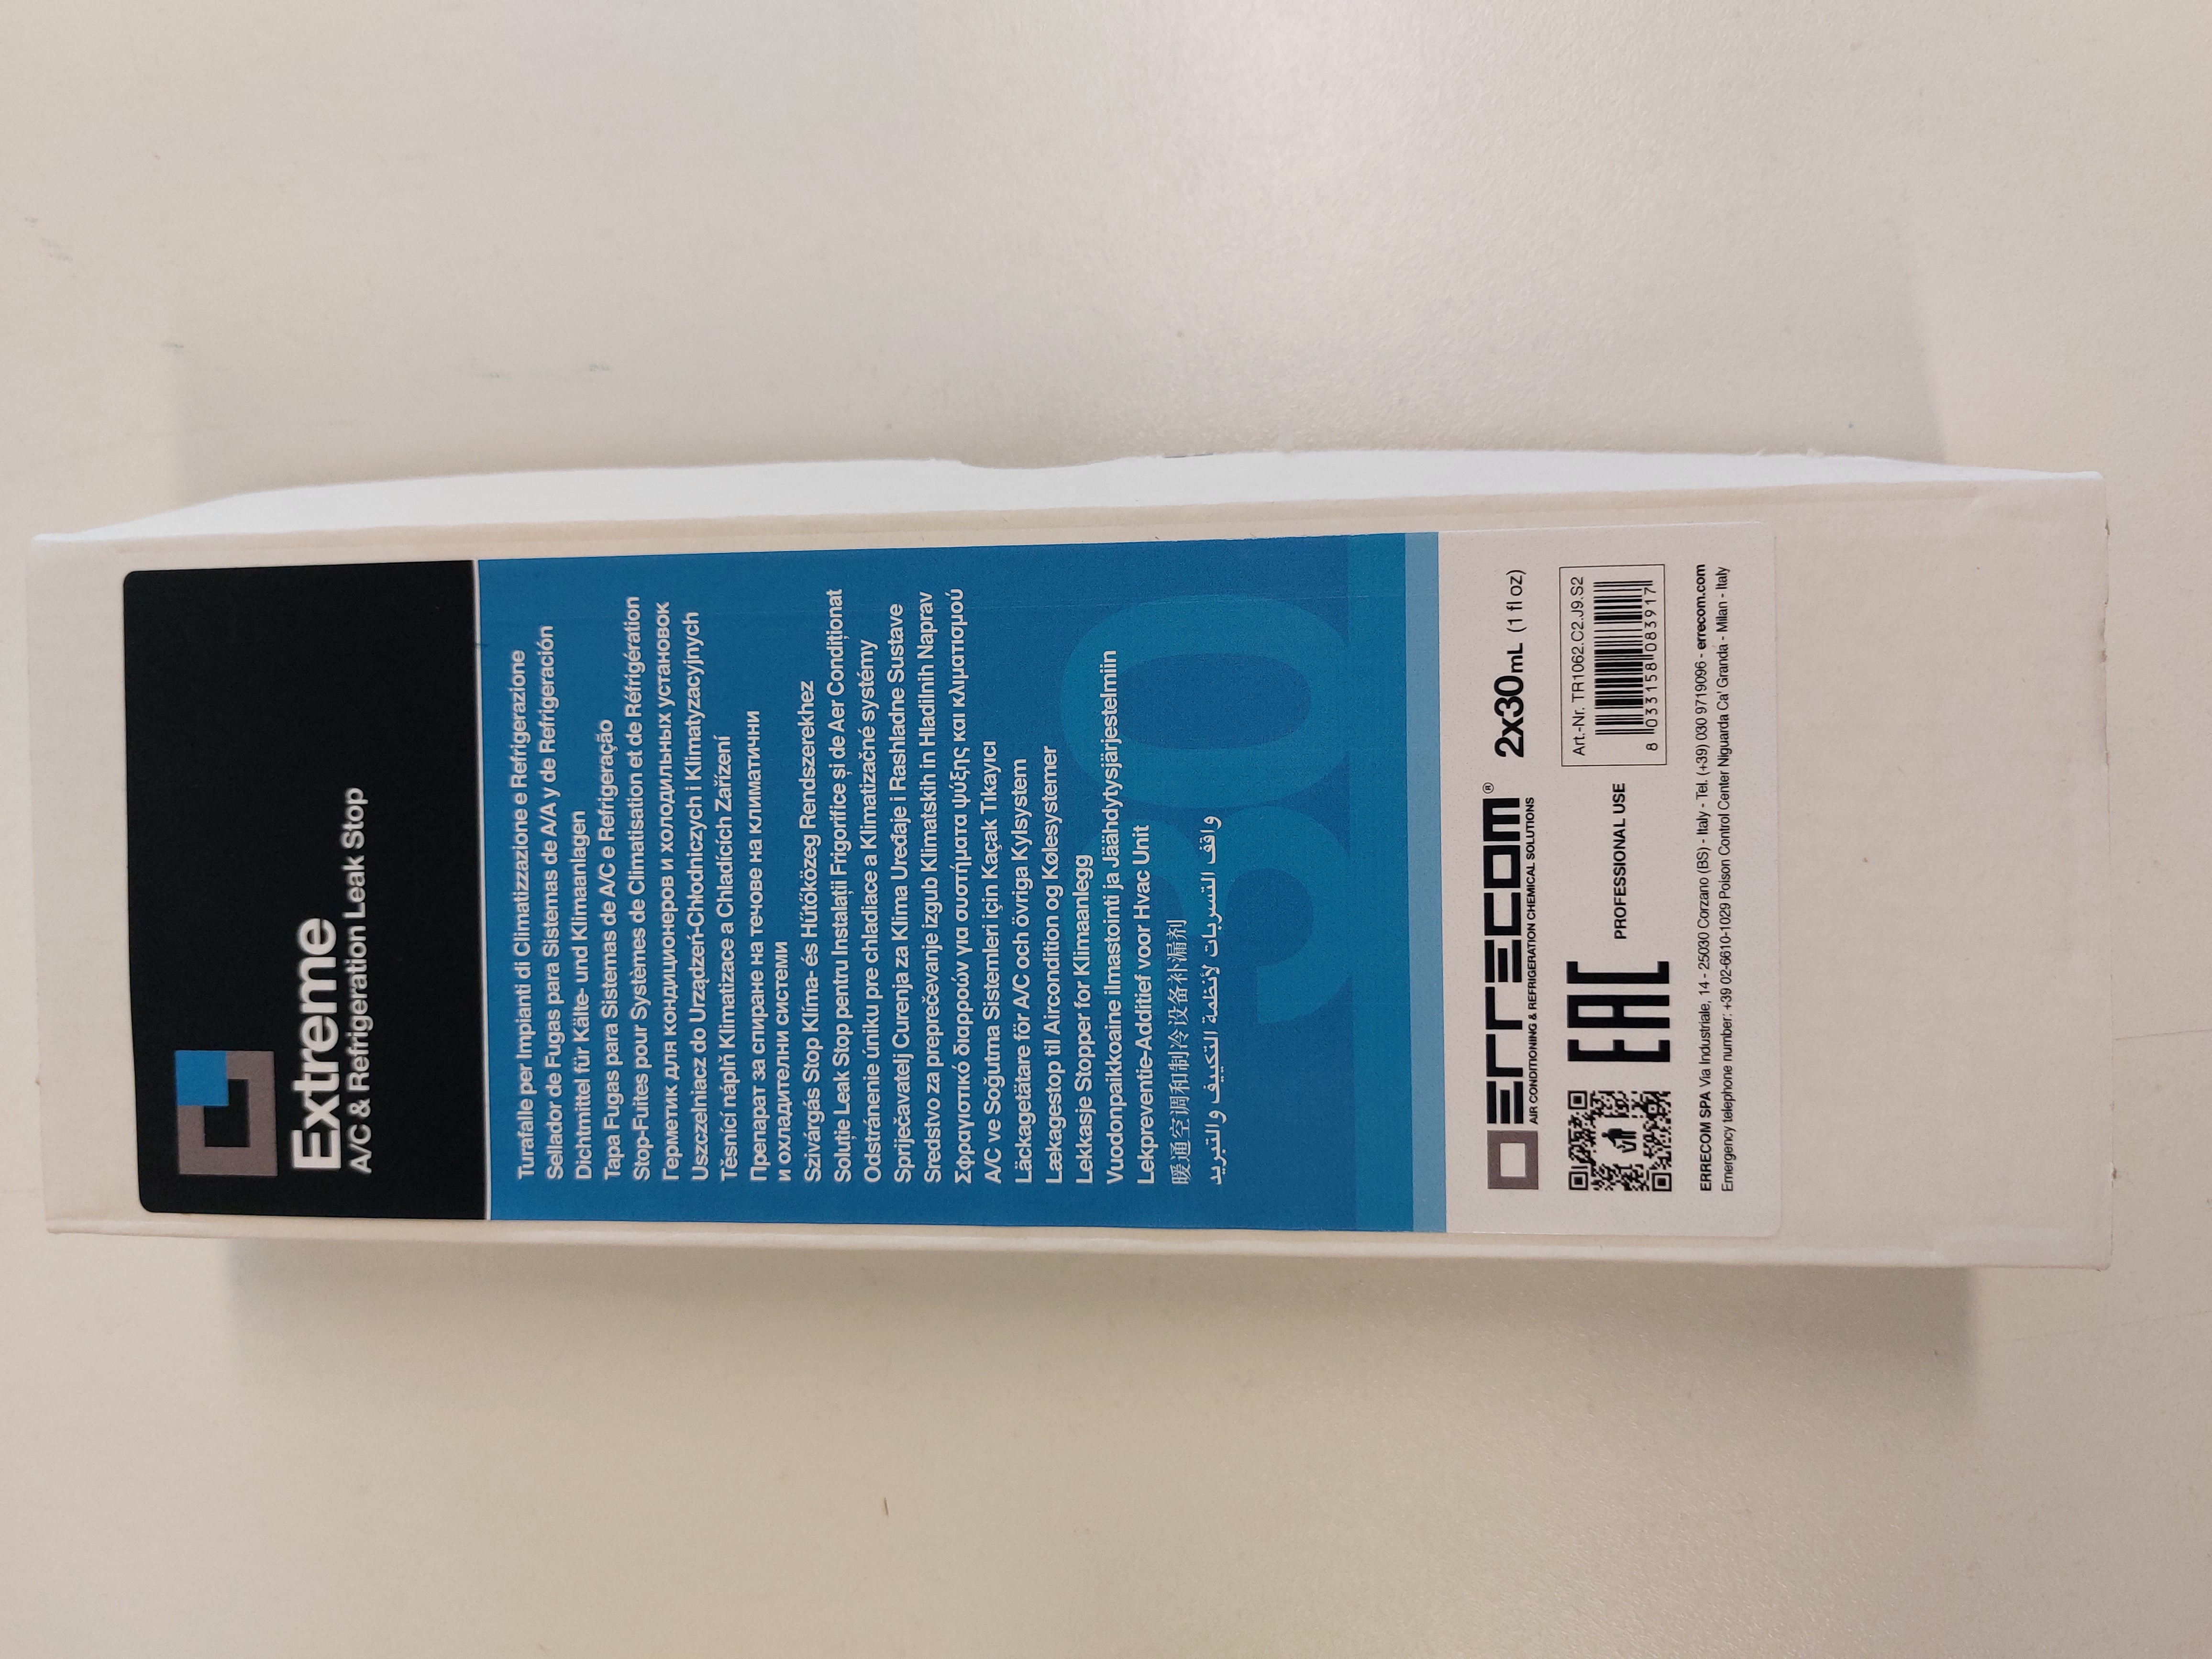 Extreme
A/C & Refrigeration Leak Stop
Turafalle per Impianti di Climatizzazione e Refrigerazione
Sellador de Fugas para Sistemas de A/A y de Refrigeración
Dichtmittel für Kälte- und Klimaanlagen
Tapa Fugas para Sistemas de A/C e Refrigeração
Stop-Fuites pour Systèmes de Climatisation et de Réfrigération
Герметик для кондиционеров и холодильных установок
Uszczelniacz do Urządzeń-Chłodniczych i Klimatyzacyjnych
Těsnící náplň Klimatizace a Chladících Zařízení
Препарат за спиране на течове на климатични
и охладителни системи
Szivárgás Stop Klíma-és Hűtőközeg Rendszerekhez
Soluție Leak Stop pentru Instalații Frigorifice și de Aer Condiționat
Odstránenie úniku pre chladiace a Klimatizačné systémy
Spriječavatelj Curenja za Klima Uređaje i Rashladne Sustave
Sredstvo za preprečevanje izgub Klimatskih in Hladilnih Naprav
Σφραγιστικό διαρροών για συστήματα ψύξης και κλιματισμού
A/C ve Soğutma Sistemleri için Kaçak Tıkayıcı
Läckagetätare för A/C och övriga Kylsystem
Lækagestop til Aircondition og Kølesystemer
Lekkasje Stopper for Klimaanlegg
Vuodonpaikkoaine ilmastointi ja Jäähdytysjärjestelmiin
Lekpreventie-Additief voor Hvac Unit
暖通空调和制冷设备补漏剂
واقف التسربات لأنظمة التكييف والتبريد
30
ERRECOM® 2x30mL (1 fl oz)
AIR CONDITIONING & REFRIGERATION CHEMICAL SOLUTIONS
EAC
PROFESSIONAL USE
Art.-Nr. TR1062.C2.J9.S2
8 033158 083917
ERRECOM SPA Via Industriale, 14 - 25030 Corzano (BS) - Italy - Tel. (+39) 030 9719096 - errecom.com
Emergency telephone number: +39 02-6610-1029 Poison Control Center Niguarda Ca' Granda - Milan - Italy